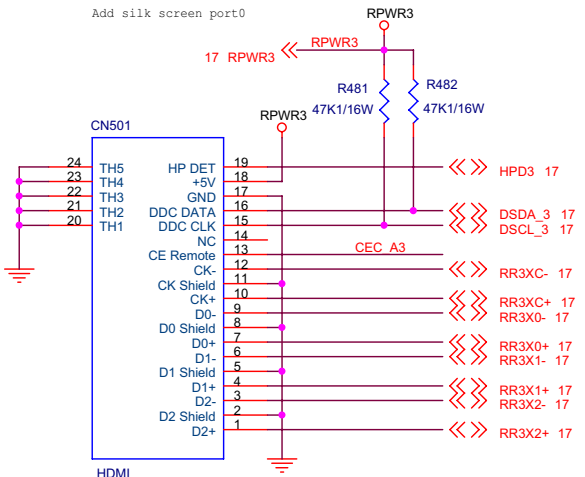 Add silk screen port0
RPWR3
17 RPWR3
RPWR3
R481
R482
47K1/16W
47K1/16W
RPWR3
CN501
24 TH5 HP DET 19 HPD3 17
23 TH4 +5V 18
22 TH3 GND 17
21 TH2 DDC DATA 16 DSDA_3 17
20 TH1 DDC CLK 15 DSCL_3 17
NC 14
CE Remote 13 CEC_A3
CK- 12 RR3XC- 17
CK Shield 11
CK+ 10 RR3XC+ 17
D0- 9 RR3X0- 17
D0 Shield 8
D0+ 7 RR3X0+ 17
D1- 6 RR3X1- 17
D1 Shield 5
D1+ 4 RR3X1+ 17
D2- 3 RR3X2- 17
D2 Shield 2
D2+ 1 RR3X2+ 17
HDMI